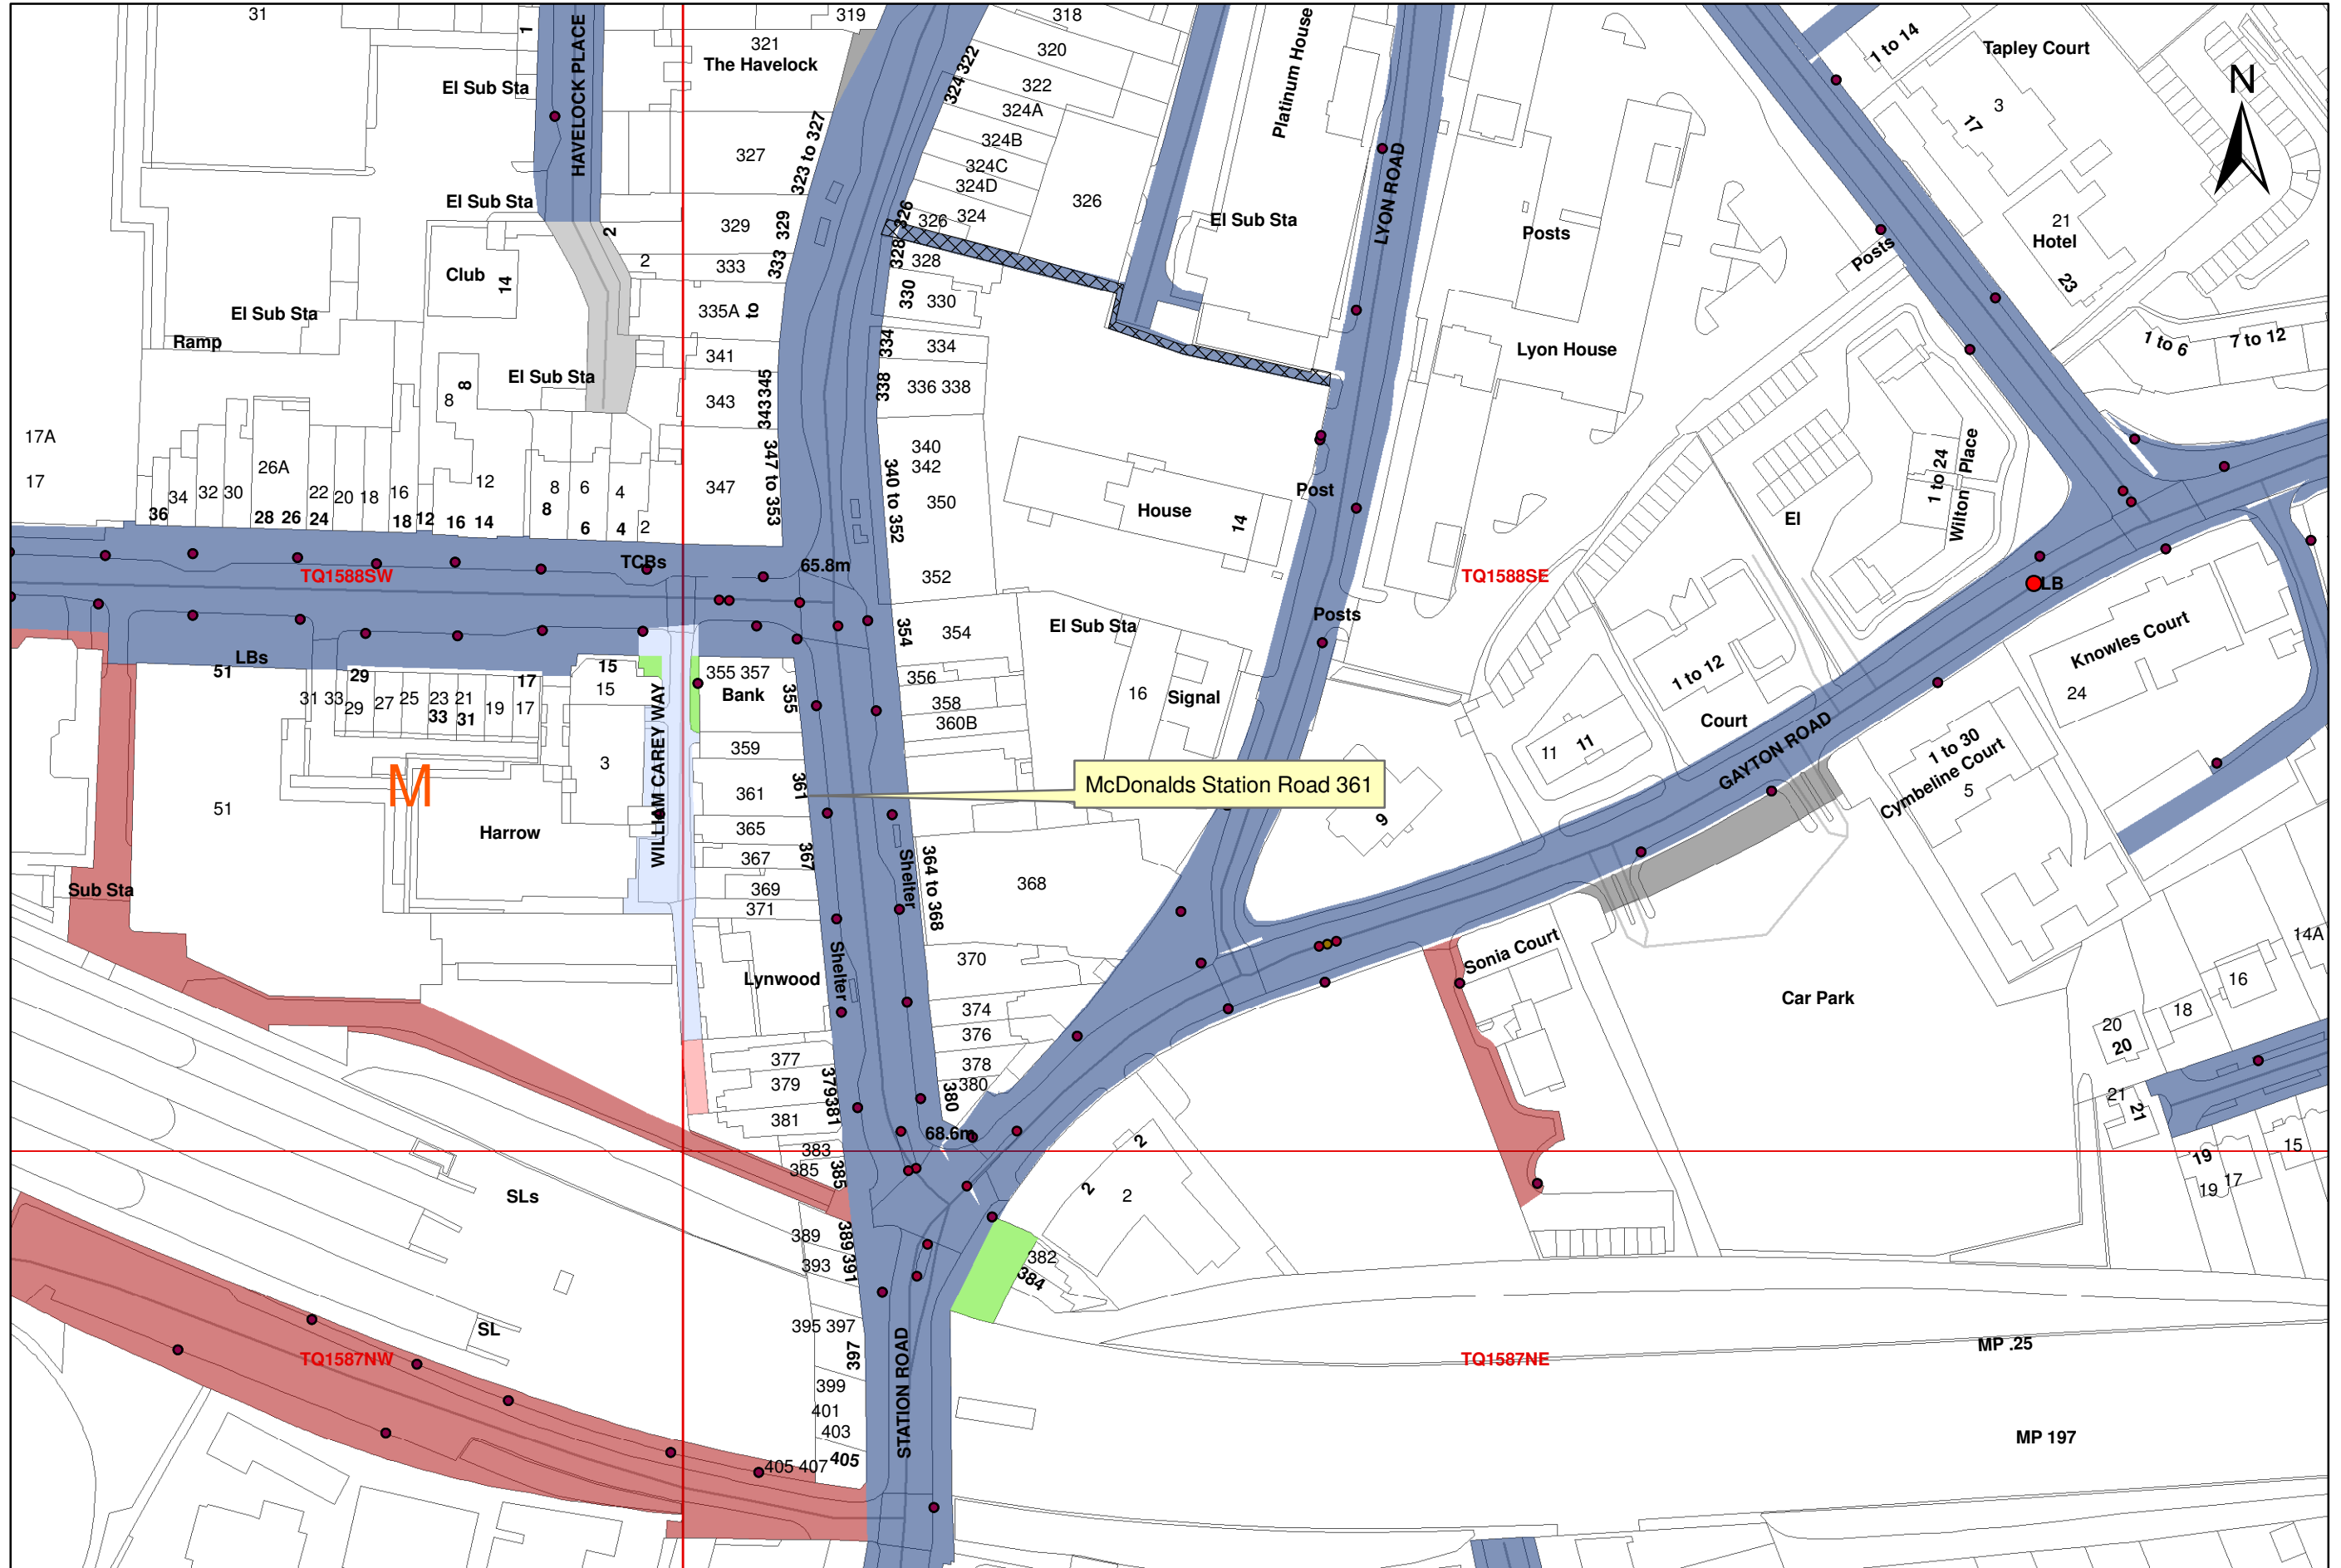 31
1
HAVELOCK PLACE
319
318
321
The Havelock
El Sub Sta
327
323 to 327
324 322
320
322
324A
324B
324C
324D
326
326
326
324
Platinum House
LYON ROAD
1 to 14
Tapley Court
3
17
N
El Sub Sta
2
2
329
329
333
333
328
328
330
330
El Sub Sta
Posts
Posts
21
Hotel
23
Club
14
El Sub Sta
Ramp
335A
to
341
343
343345
334
334
338
336 338
Lyon House
1 to 6
7 to 12
El Sub Sta
8
8
17A
17
36
34
32
30
26A
28
26
22
24
20
18
16
18
12
12
16
14
8
8
6
6
4
4
2
347
347 to 353
340
342
350
340 to 352
352
House
14
Post
El
1 to 24
Wilton Place
TQ1588SW
TCBs
65.8m
TQ1588SE
LB
Posts
LBs
51
51
31 33
29
29
27
25
23
33
21
31
19
17
17
15
15
3
WILLIAM CAREY WAY
355 357
Bank
355
354
354
356
358
360B
El Sub Sta
16
Signal
1 to 12
Court
11
11
GAYTON ROAD
Knowles Court
24
1 to 30
Cymbeline Court
5
359
361
361
McDonalds Station Road 361
9
M
Harrow
365
367
367
369
371
Shelter
364 to 368
368
Sub Sta
Lynwood
Shelter
370
374
376
378
380
380
Sonia Court
Car Park
14A
16
18
20
20
21
21
377
379
381
379381
68.6m
383
385
385
2
2
2
19
19
17
15
SLs
389
389 391
393
382
384
395 397
397
SL
TQ1587NW
STATION ROAD
TQ1587NE
MP .25
399
401
403
405 407
405
MP 197